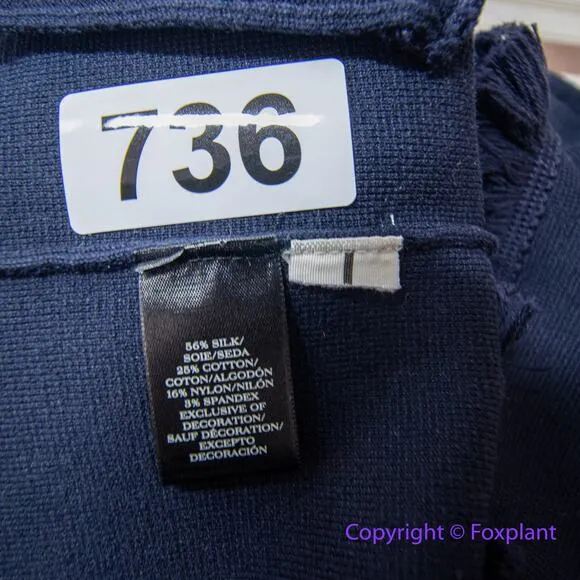 736
I
56% SILK/
SOIE/SEDA
25% COTTON/
COTON/ALGODÓN
16% NYLON/NILÓN
3% SPANDEX
EXCLUSIVE OF
DECORATION/
SAUF DÉCORATION/
EXCEPTO
DECORACIÓN
Copyright © Foxplant